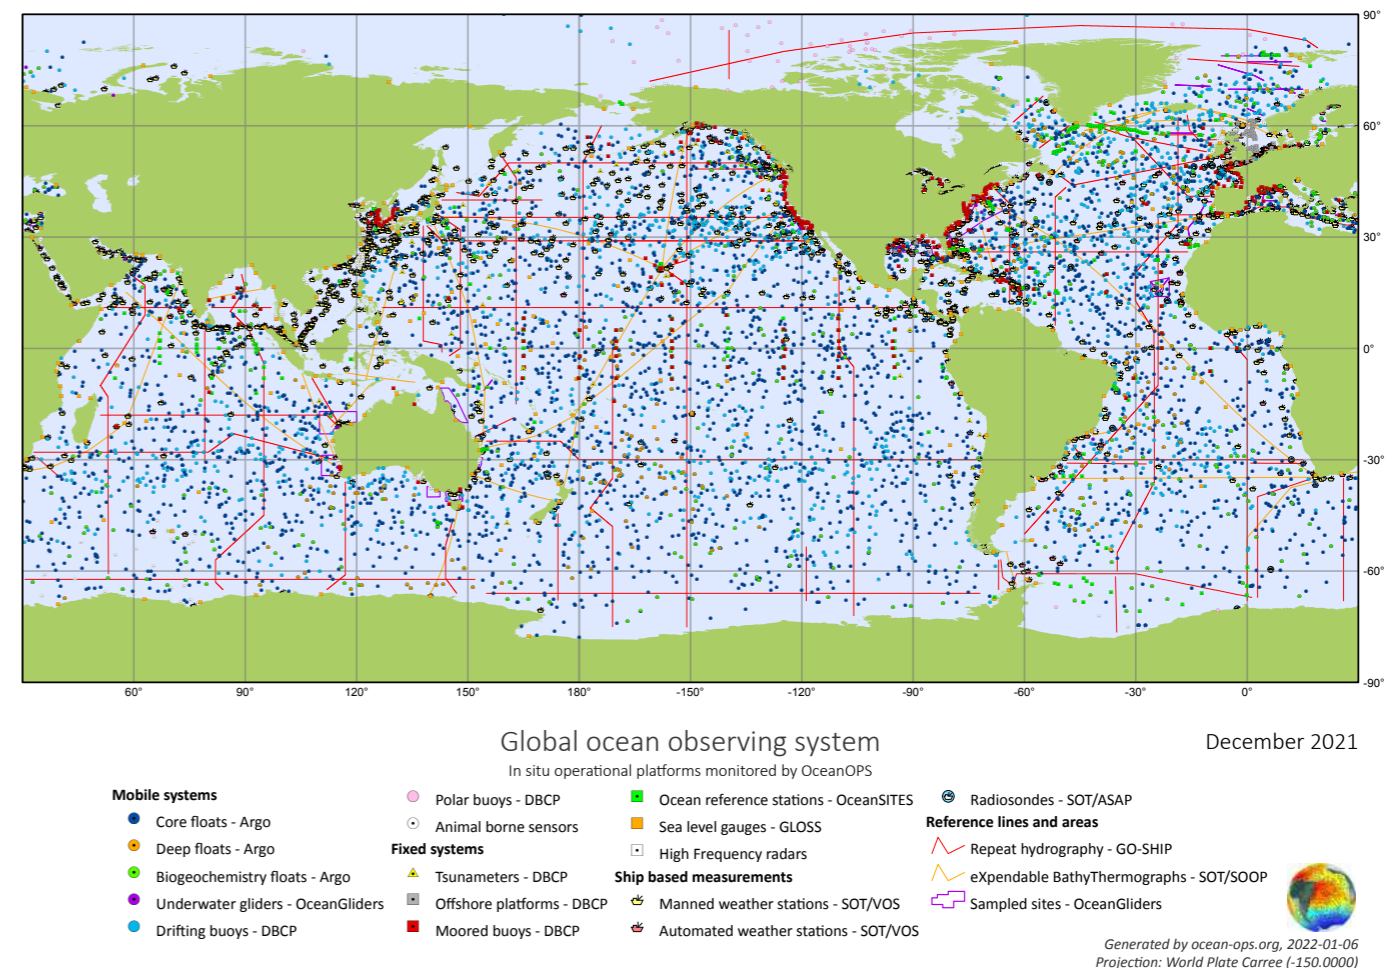 90°
60°
30°
0°
-30°
-60°
-90°
60°
90°
120°
150°
180°
-150°
-120°
-90°
-60°
-30°
0°
Global ocean observing system
December 2021
In situ operational platforms monitored by OceanOPS
Mobile systems
Core floats - Argo
Deep floats - Argo
Biogeochemistry floats - Argo
Underwater gliders - OceanGliders
Drifting buoys - DBCP
Polar buoys - DBCP
Animal borne sensors
Fixed systems
Tsunameters - DBCP
Offshore platforms - DBCP
Moored buoys - DBCP
Ocean reference stations - OceanSITES
Sea level gauges - GLOSS
High Frequency radars
Ship based measurements
Manned weather stations - SOT/VOS
Automated weather stations - SOT/VOS
Radiosondes - SOT/ASAP
Reference lines and areas
Repeat hydrography - GO-SHIP
eXpendable BathyThermographs - SOT/SOOP
Sampled sites - OceanGliders
Generated by ocean-ops.org, 2022-01-06
Projection: World Plate Carree (-150.0000)